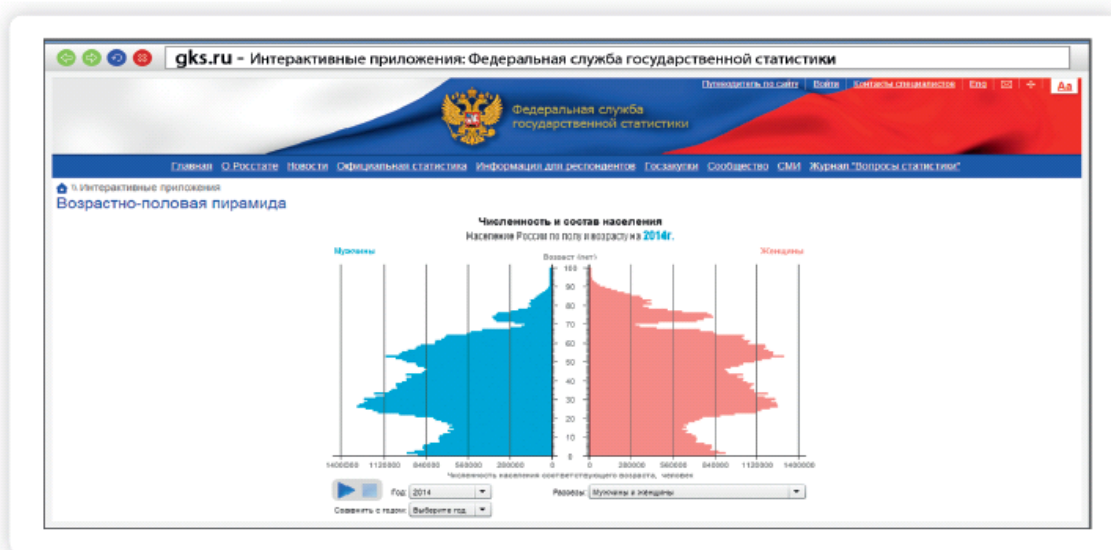 gks.ru – Интерактивные приложения: Федеральная служба государственной статистики
Путеводитель по сайту | Войти | Контакты специалистов | Eng
Aa
Федеральная служба
государственной статистики
Главная О Росстате Новости Официальная статистика Информация для респондентов Госзакупки Сообщество СМИ Журнал "Вопросы статистики"
\\ Интерактивные приложения
Возрастно-половая пирамида
Численность и состав населения
Население России по полу и возрасту на 2014г.
Мужчины
Женщины
Возраст (лет)
100
90
80
70
60
50
40
30
20
10
0
1400000 1120000 840000 560000 280000 0 0 280000 560000 840000 1120000 1400000
Численность населения соответствующего возраста, человек
Год: 2014
Разрезы: Мужчины и женщины
Сравнить с годом: Выберите год